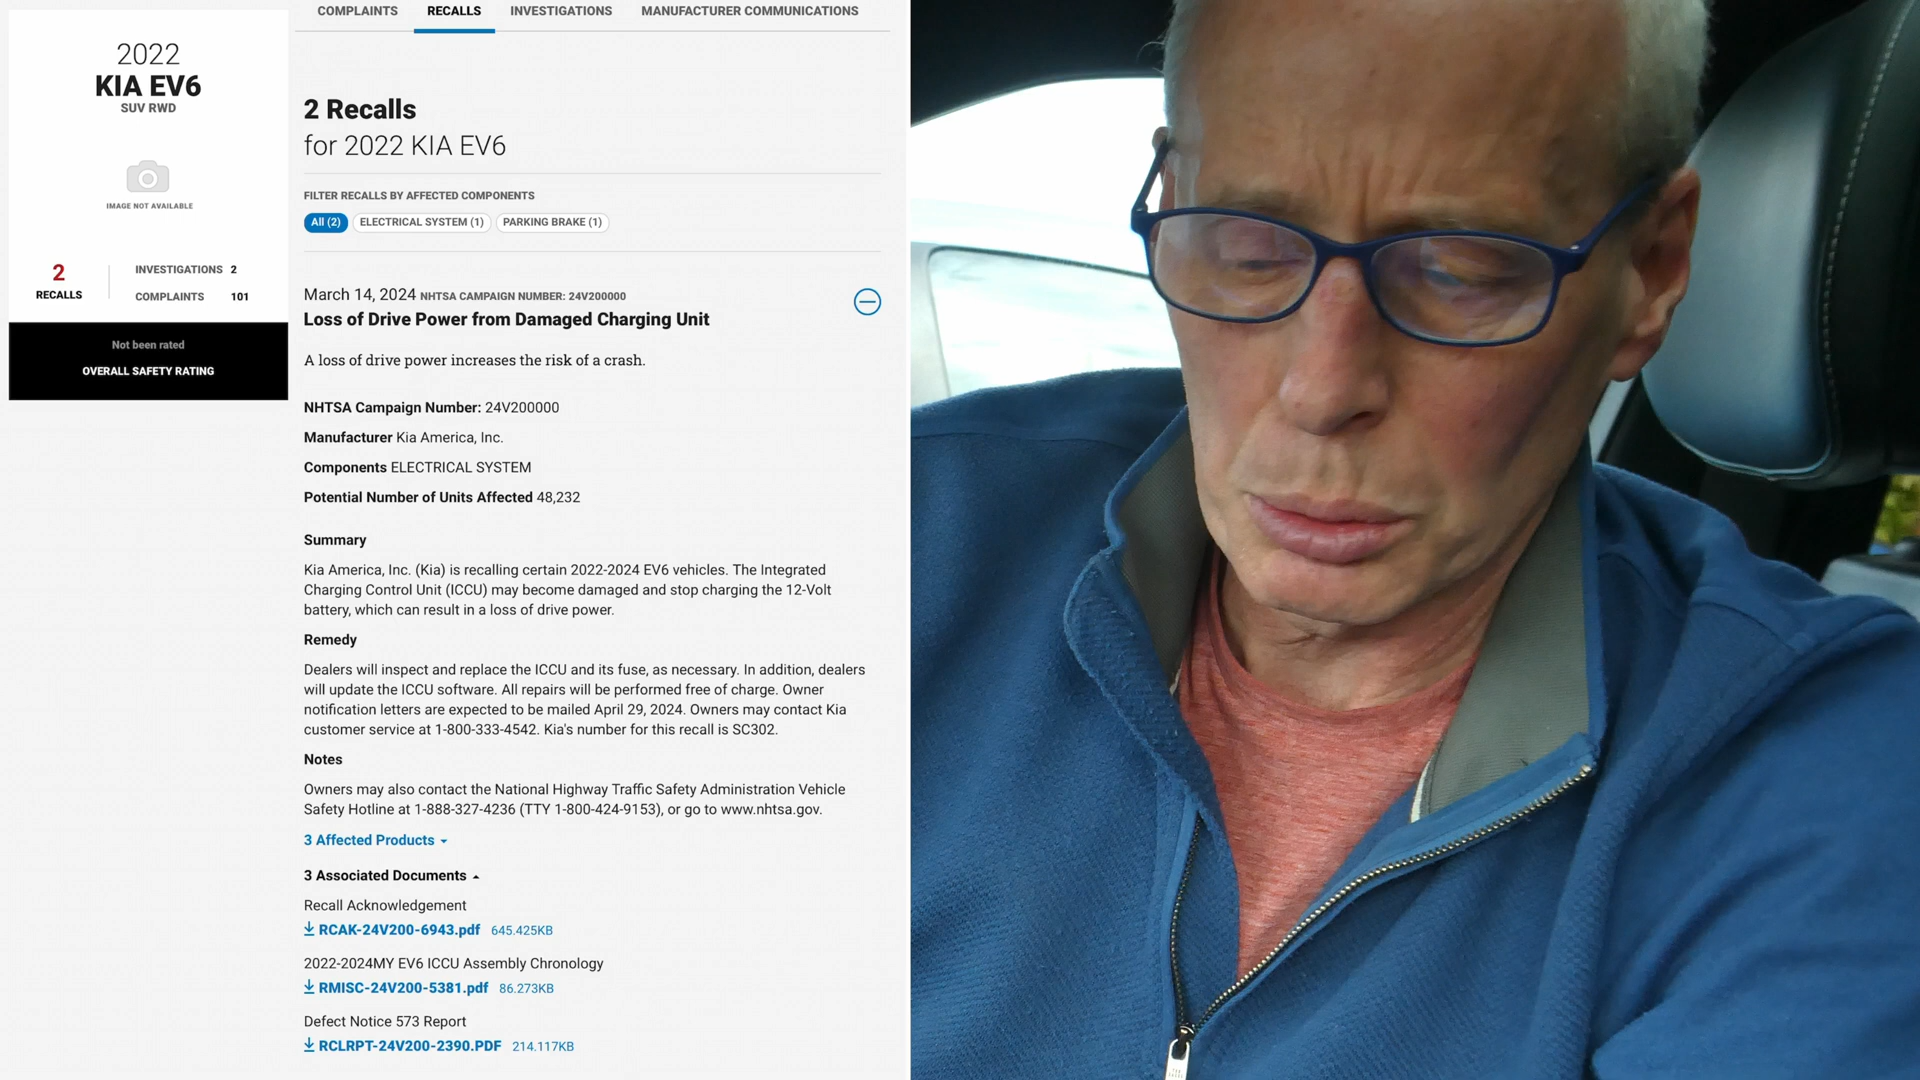 COMPLAINTS RECALLS INVESTIGATIONS MANUFACTURER COMMUNICATIONS
2022
KIA EV6
SUV RWD
IMAGE NOT AVAILABLE
2
RECALLS
INVESTIGATIONS 2
COMPLAINTS 101
Not been rated
OVERALL SAFETY RATING
2 Recalls
for 2022 KIA EV6
FILTER RECALLS BY AFFECTED COMPONENTS
All (2) ELECTRICAL SYSTEM (1) PARKING BRAKE (1)
March 14, 2024 NHTSA CAMPAIGN NUMBER: 24V200000
Loss of Drive Power from Damaged Charging Unit
A loss of drive power increases the risk of a crash.
NHTSA Campaign Number: 24V200000
Manufacturer Kia America, Inc.
Components ELECTRICAL SYSTEM
Potential Number of Units Affected 48,232
Summary
Kia America, Inc. (Kia) is recalling certain 2022-2024 EV6 vehicles. The Integrated
Charging Control Unit (ICCU) may become damaged and stop charging the 12-Volt
battery, which can result in a loss of drive power.
Remedy
Dealers will inspect and replace the ICCU and its fuse, as necessary. In addition, dealers
will update the ICCU software. All repairs will be performed free of charge. Owner
notification letters are expected to be mailed April 29, 2024. Owners may contact Kia
customer service at 1-800-333-4542. Kia's number for this recall is SC302.
Notes
Owners may also contact the National Highway Traffic Safety Administration Vehicle
Safety Hotline at 1-888-327-4236 (TTY 1-800-424-9153), or go to www.nhtsa.gov.
3 Affected Products
3 Associated Documents
Recall Acknowledgement
RCAK-24V200-6943.pdf 645.425KB
2022-2024MY EV6 ICCU Assembly Chronology
RMISC-24V200-5381.pdf 86.273KB
Defect Notice 573 Report
RCLRPT-24V200-2390.PDF 214.117KB